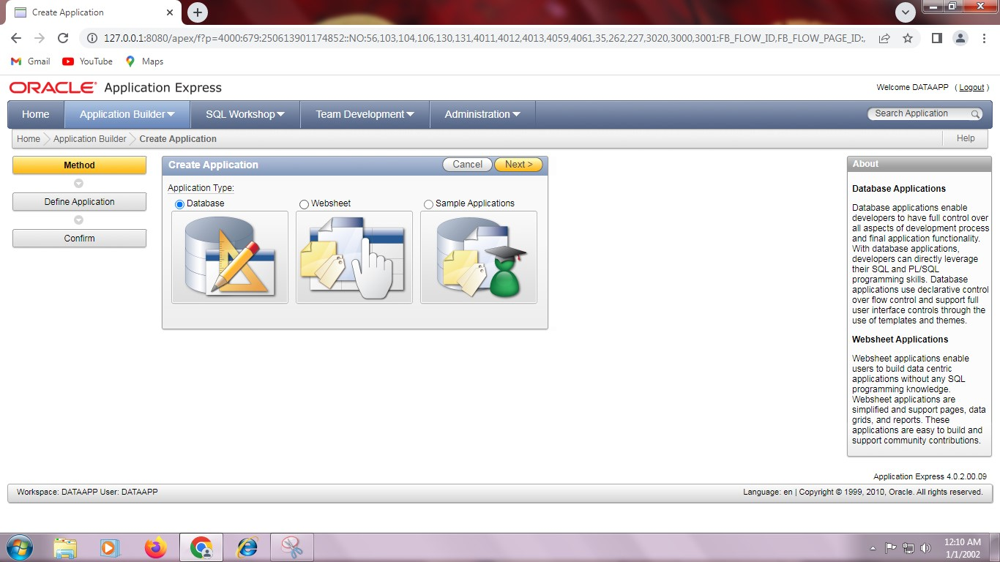 Create Application
127.0.0.1:8080/apex/f?p=4000:679:250613901174852::NO:56,103,104,106,130,131,4011,4012,4013,4059,4061,35,262,227,3020,3000,3001:FB_FLOW_ID,FB_FLOW_PAGE_ID:,
Gmail YouTube Maps
ORACLE Application Express
Welcome DATAAPP ( Logout )
Home Application Builder SQL Workshop Team Development Administration Search Application
Home Application Builder Create Application Help
Method
Define Application
Confirm
Create Application Cancel Next >
Application Type:
Database Websheet Sample Applications
About
Database Applications
Database applications enable
developers to have full control over
all aspects of development process
and final application functionality.
With database applications,
developers can directly leverage
their SQL and PL/SQL
programming skills. Database
applications use declarative control
over flow control and support full
user interface controls through the
use of templates and themes.
Websheet Applications
Websheet applications enable
users to build data centric
applications without any SQL
programming knowledge.
Websheet applications are
simplified and support pages, data
grids, and reports. These
applications are easy to build and
support community contributions.
Application Express 4.0.2.00.09
Workspace: DATAAPP User: DATAAPP Language: en | Copyright © 1999, 2010, Oracle. All rights reserved.
12:10 AM
1/1/2002